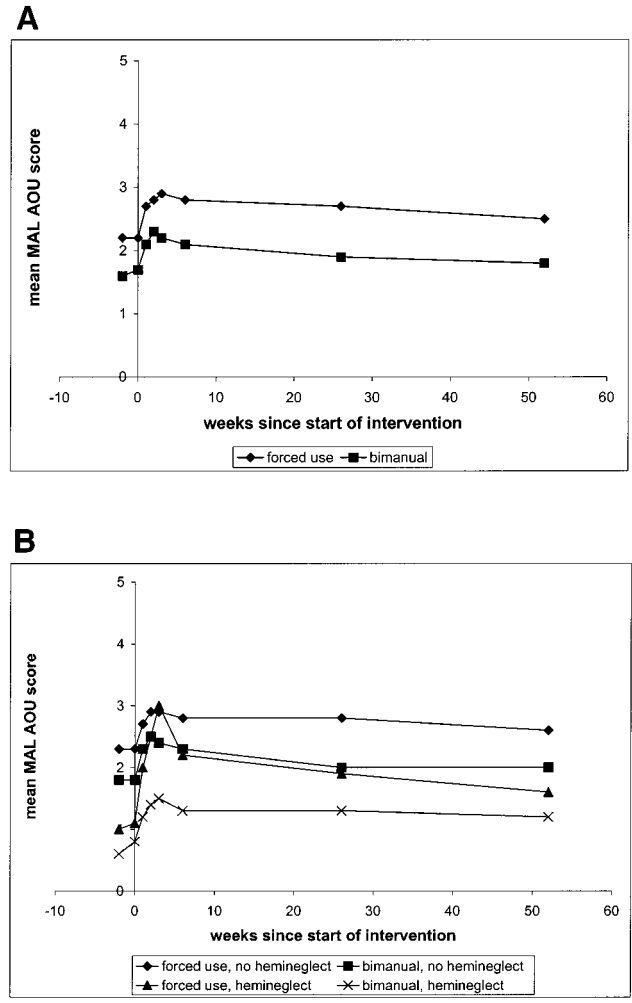 A
5
4
3
2
1
0
-10 0 10 20 30 40 50 60
mean MAL AOU score
weeks since start of intervention
forced use bimanual
B
5
4
3
2
1
0
-10 0 10 20 30 40 50 60
mean MAL AOU score
weeks since start of intervention
forced use, no hemineglect bimanual, no hemineglect
forced use, hemineglect bimanual, hemineglect